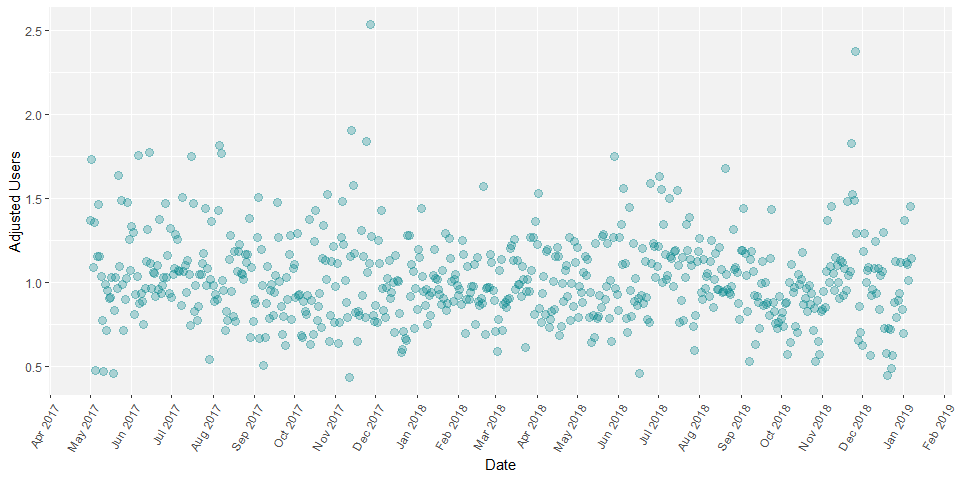 2.5
2.0
1.5
1.0
0.5
Adjusted Users
Apr 2017
May 2017
Jun 2017
Jul 2017
Aug 2017
Sep 2017
Oct 2017
Nov 2017
Dec 2017
Jan 2018
Feb 2018
Mar 2018
Apr 2018
May 2018
Jun 2018
Jul 2018
Aug 2018
Sep 2018
Oct 2018
Nov 2018
Dec 2018
Jan 2019
Feb 2019
Date